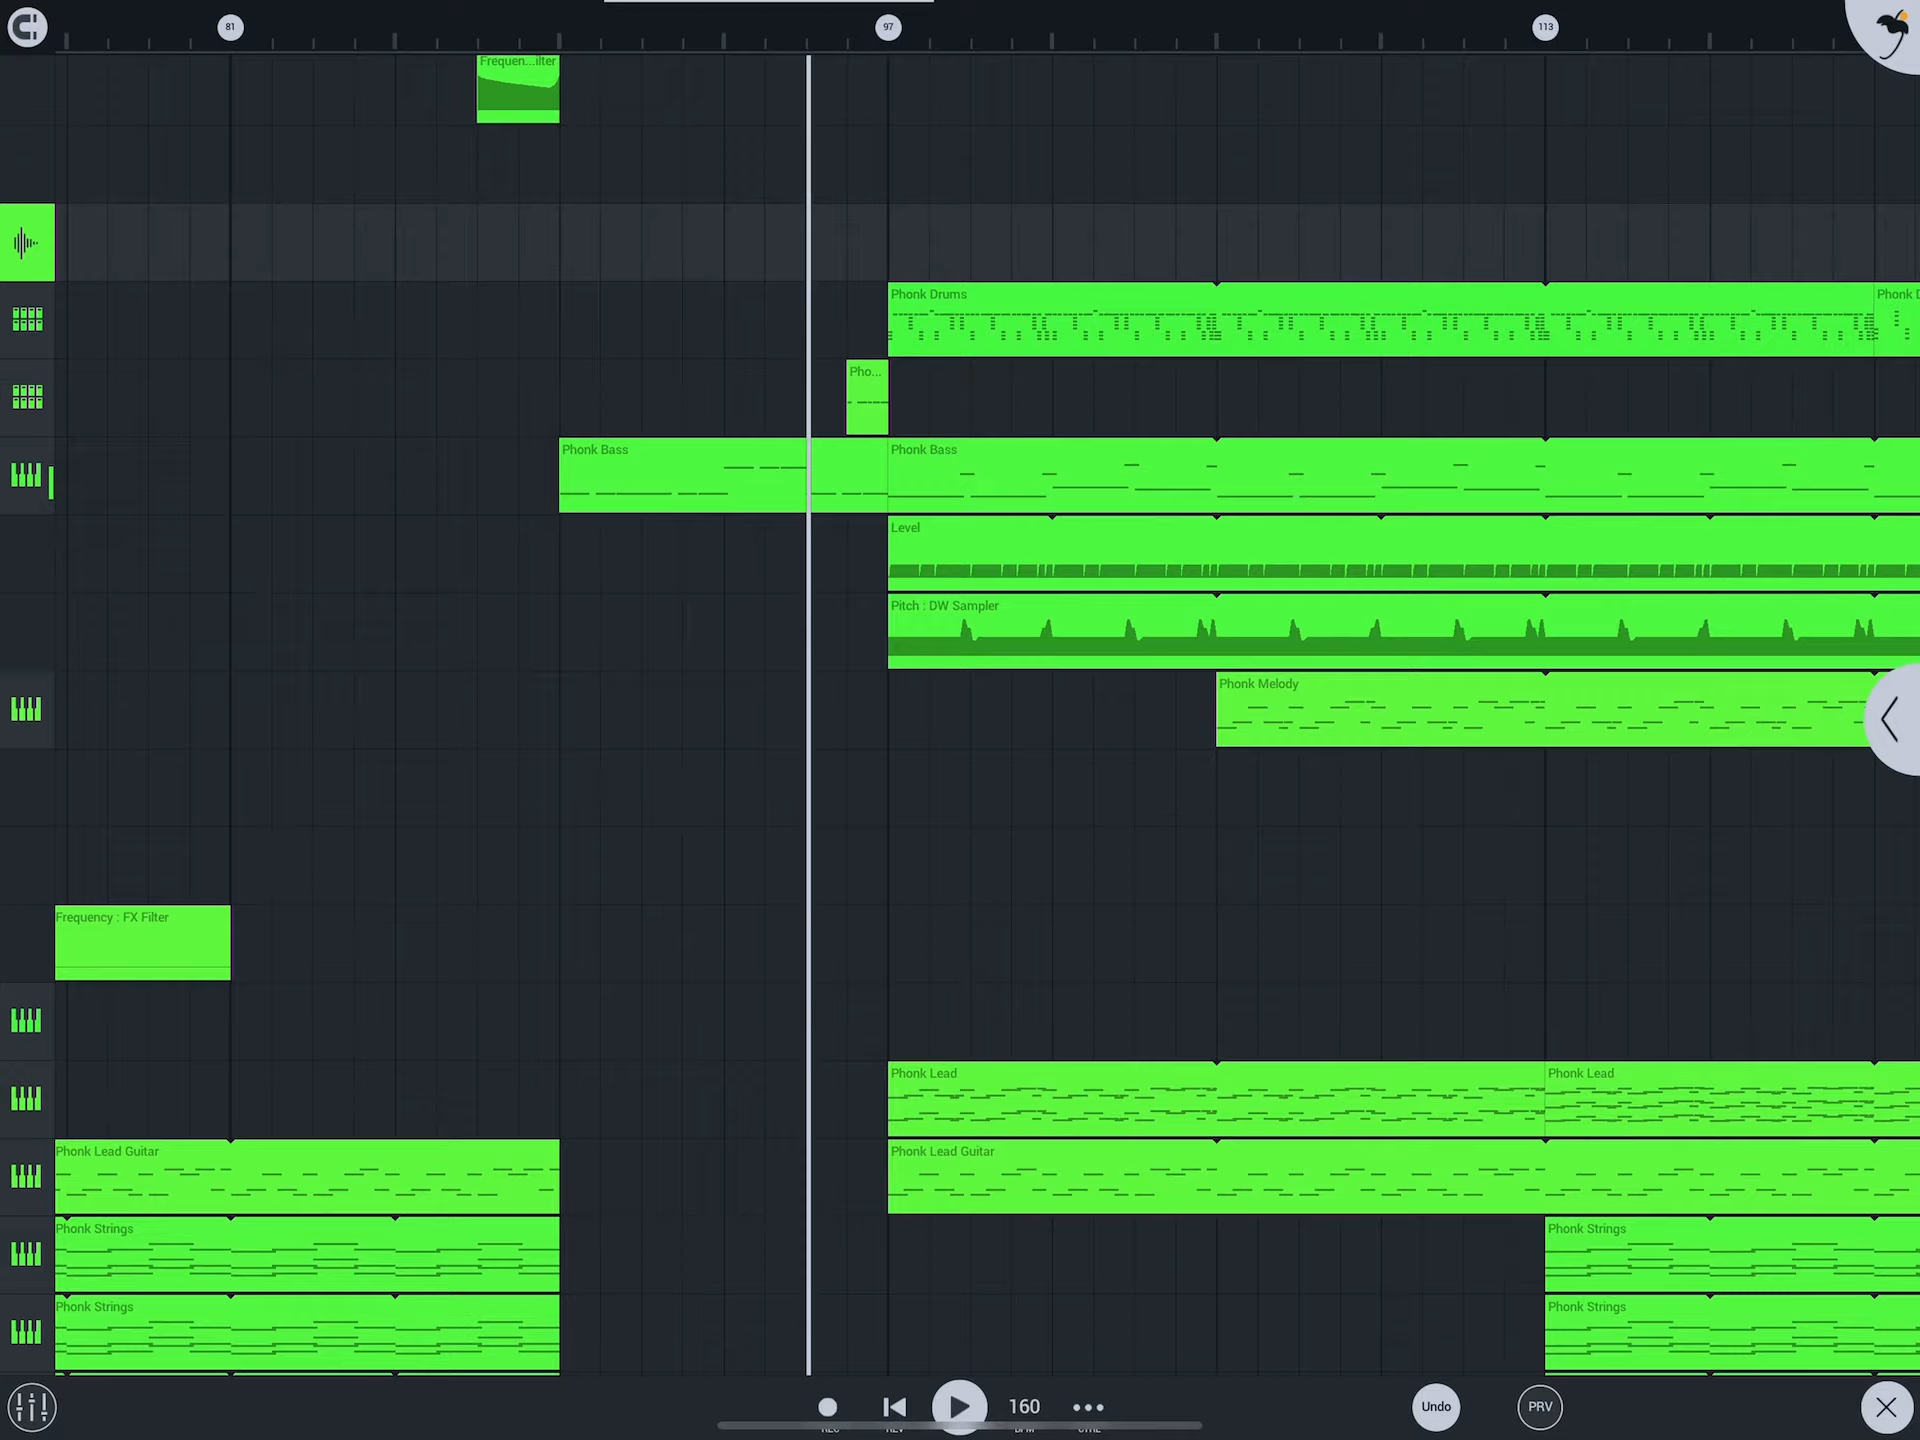 81
97
113
Frequen...ilter
Phonk Drums
Phonk D
Pho...
Phonk Bass
Phonk Bass
Level
Pitch : DW Sampler
Phonk Melody
Frequency : FX Filter
Phonk Lead
Phonk Lead
Phonk Lead Guitar
Phonk Lead Guitar
Phonk Strings
Phonk Strings
Phonk Strings
Phonk Strings
160
Undo
PRV